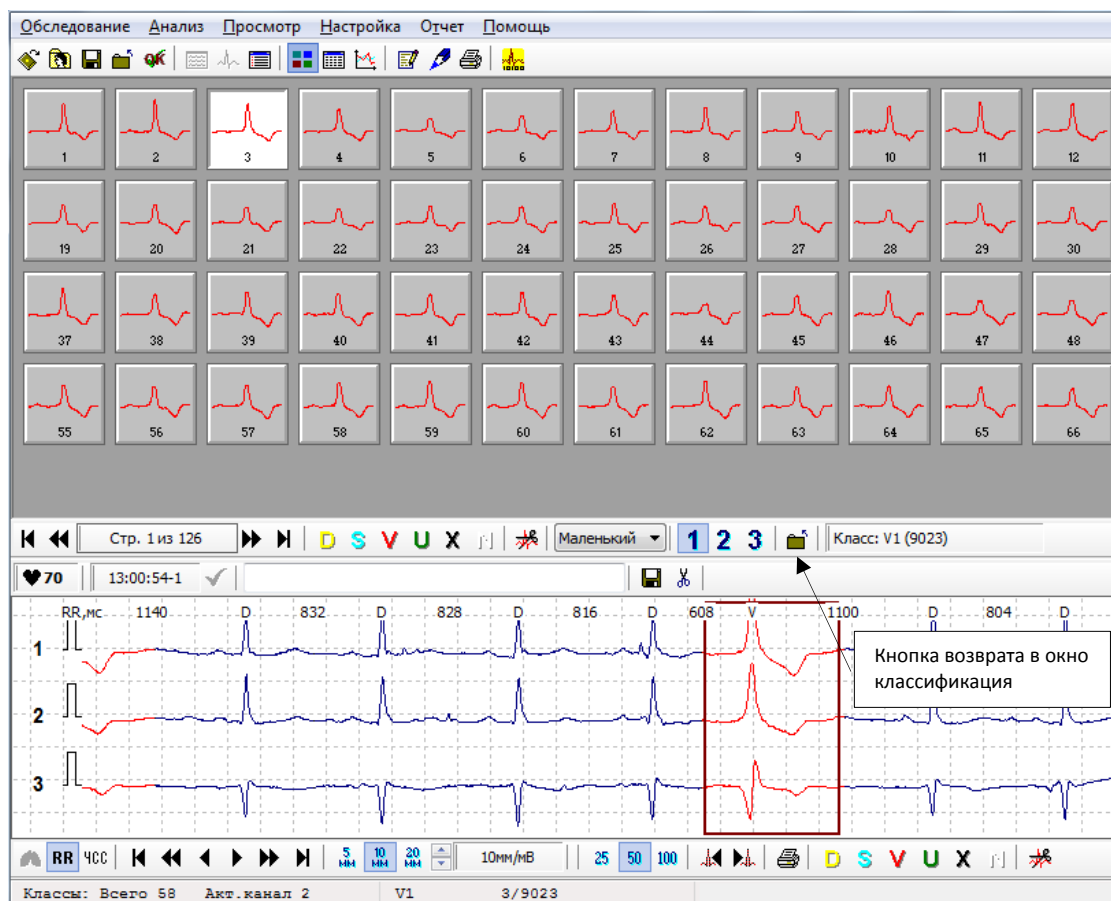 Обследование Анализ Просмотр Настройка Отчет Помощь
1 2 3 4 5 6 7 8 9 10 11 12
19 20 21 22 23 24 25 26 27 28 29 30
37 38 39 40 41 42 43 44 45 46 47 48
55 56 57 58 59 60 61 62 63 64 65 66
Стр. 1 из 126 D S V U X Маленький 1 2 3 Класс: V1 (9023)
70 13:00:54-1
RR,мс 1140 D 832 D 828 D 816 D 608 V 1100 D 804 D
1
Кнопка возврата в окно
классификация
2
3
RR ЧСС 5 мм 10 мм 20 мм 10мм/мВ 25 50 100 D S V U X
Классы: Всего 58 Акт.канал 2 V1 3/9023